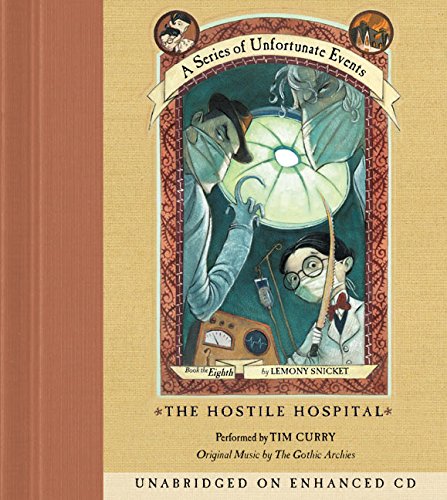 A Series of Unfortunate Events
Book the Eighth by LEMONY SNICKET
*THE HOSTILE HOSPITAL*
Performed by TIM CURRY
Original Music by The Gothic Archies
UNABRIDGED ON ENHANCED CD